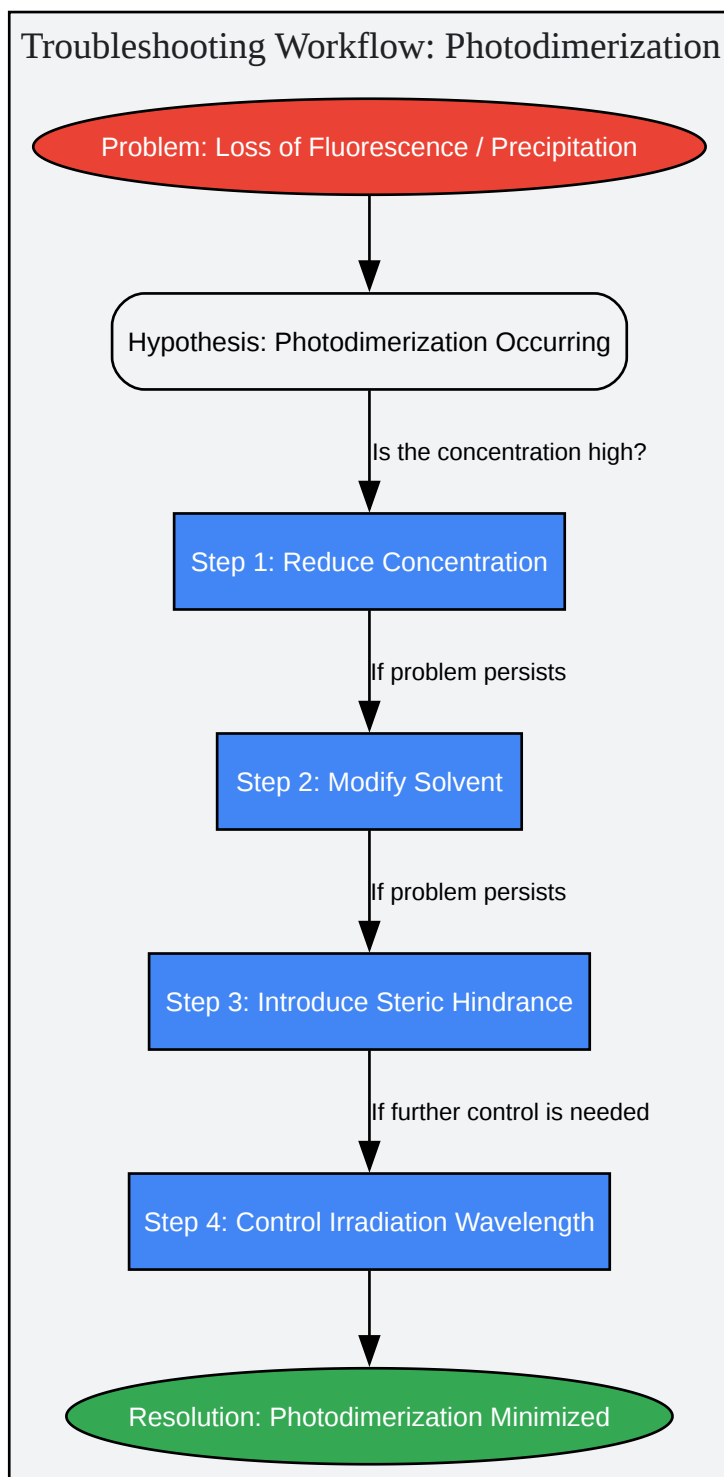 Troubleshooting Workflow: Photodimerization
Problem: Loss of Fluorescence / Precipitation
Hypothesis: Photodimerization Occurring
Is the concentration high?
Step 1: Reduce Concentration
If problem persists
Step 2: Modify Solvent
If problem persists
Step 3: Introduce Steric Hindrance
If further control is needed
Step 4: Control Irradiation Wavelength
Resolution: Photodimerization Minimized